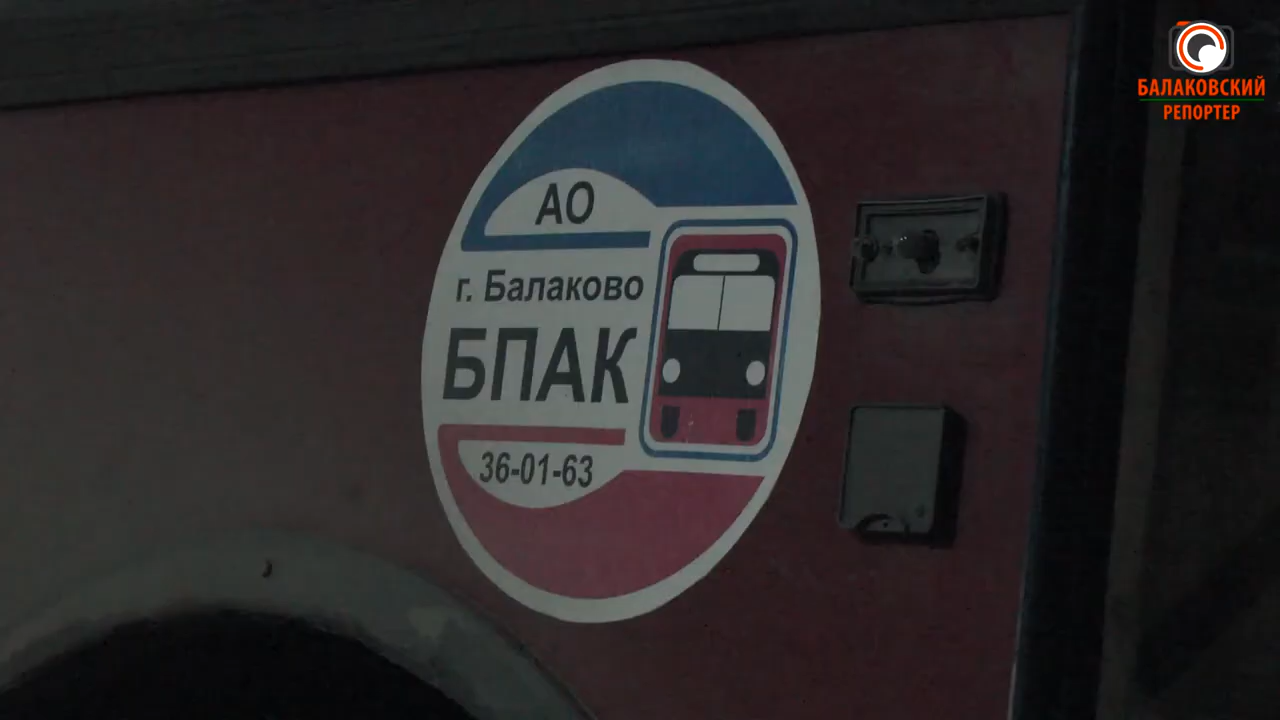 АО
г. Балаково
БПАК
36-01-63
БАЛАКОВСКИЙ
РЕПОРТЕР